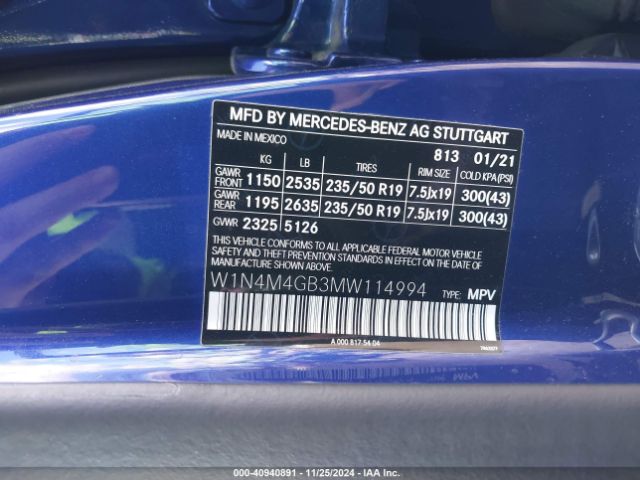 MFD BY MERCEDES-BENZ AG STUTTGART
MADE IN MEXICO
813 01/21
KG LB TIRES RIM SIZE COLD KPA(PSI)
GAWR FRONT 1150 2535 235/50 R19 7.5Jx19 300(43)
GAWR REAR 1195 2635 235/50 R19 7.5Jx19 300(43)
GVWR 2325 5126
THIS VEHICLE CONFORMS TO ALL APPLICABLE FEDERAL MOTOR VEHICLE
SAFETY AND THEFT PREVENTION STANDARDS IN EFFECT
ON THE DATE OF MANUFACTURE SHOWN ABOVE.
W1N4M4GB3MW114994 TYPE: MPV
A 000 817 54 04
000-40940891 - 11/25/2024 - IAA Inc.